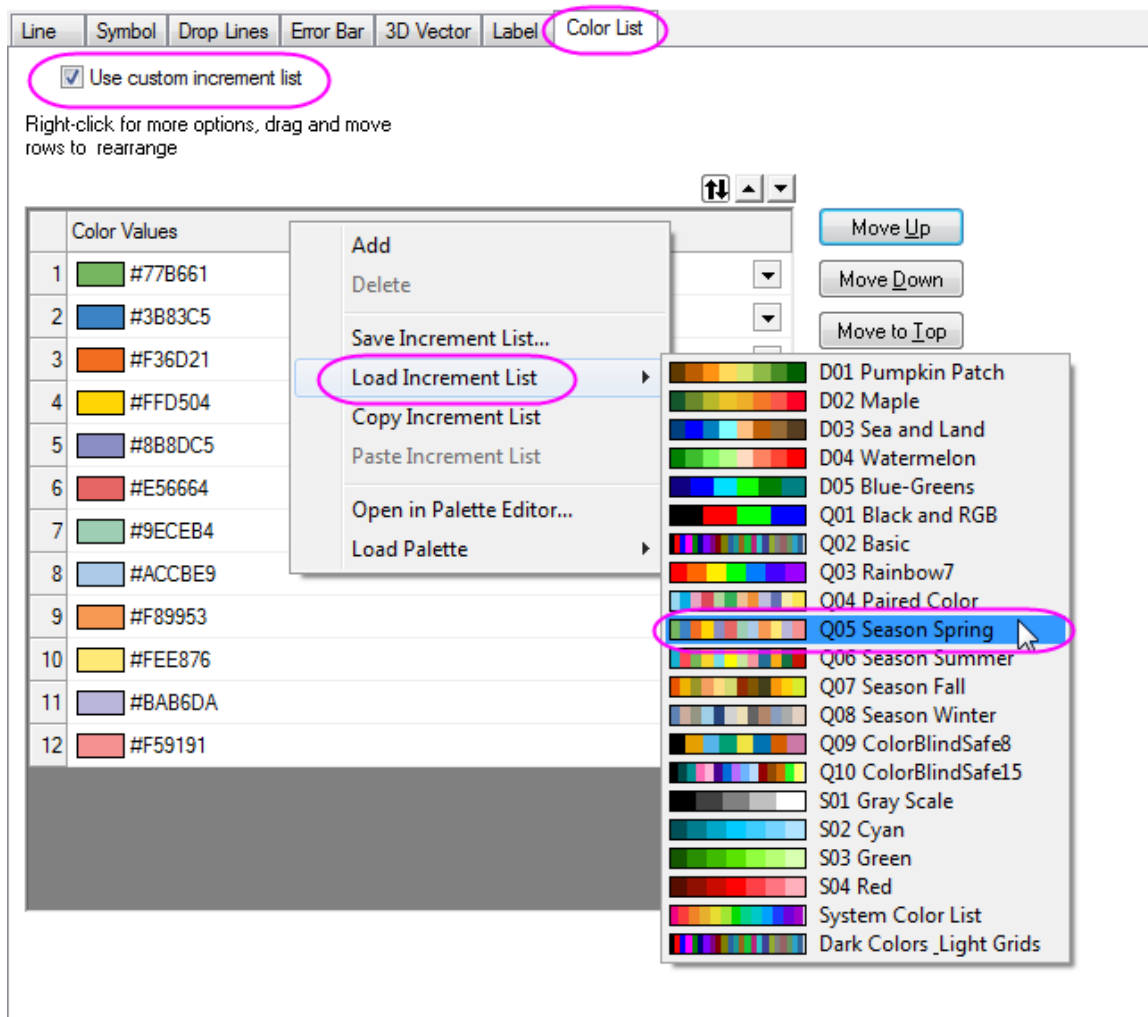 Line Symbol Drop Lines Error Bar 3D Vector Label Color List
Use custom increment list
Right-click for more options, drag and move
rows to rearrange
Color Values
1 #77B661
2 #3B83C5
3 #F36D21
4 #FFD504
5 #8B8DC5
6 #E56664
7 #9ECEB4
8 #ACCBE9
9 #F89953
10 #FEE876
11 #BAB6DA
12 #F59191
Move Up
Move Down
Move to Top
Add
Delete
Save Increment List...
Load Increment List
Copy Increment List
Paste Increment List
Open in Palette Editor...
Load Palette
D01 Pumpkin Patch
D02 Maple
D03 Sea and Land
D04 Watermelon
D05 Blue-Greens
Q01 Black and RGB
Q02 Basic
Q03 Rainbow7
Q04 Paired Color
Q05 Season Spring
Q06 Season Summer
Q07 Season Fall
Q08 Season Winter
Q09 ColorBlindSafe8
Q10 ColorBlindSafe15
S01 Gray Scale
S02 Cyan
S03 Green
S04 Red
System Color List
Dark Colors_Light Grids